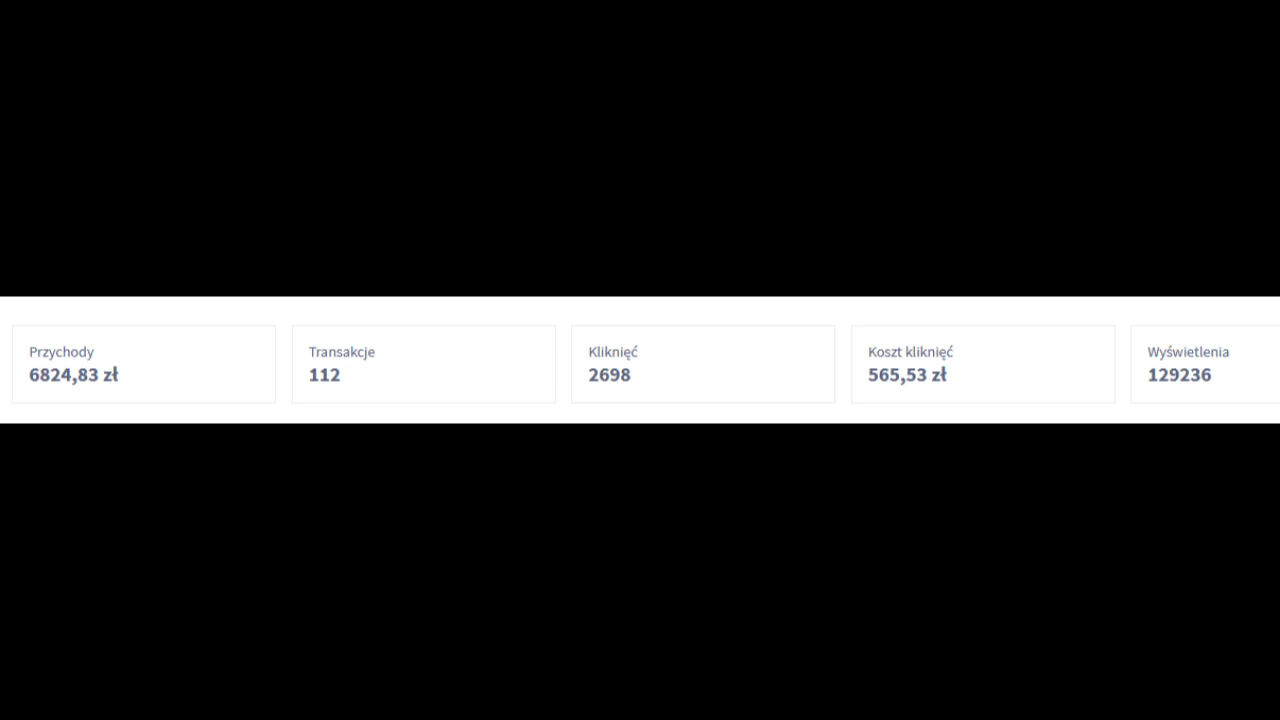 Przychody
6824,83 zł
Transakcje
112
Kliknięć
2698
Koszt kliknięć
565,53 zł
Wyświetlenia
129236